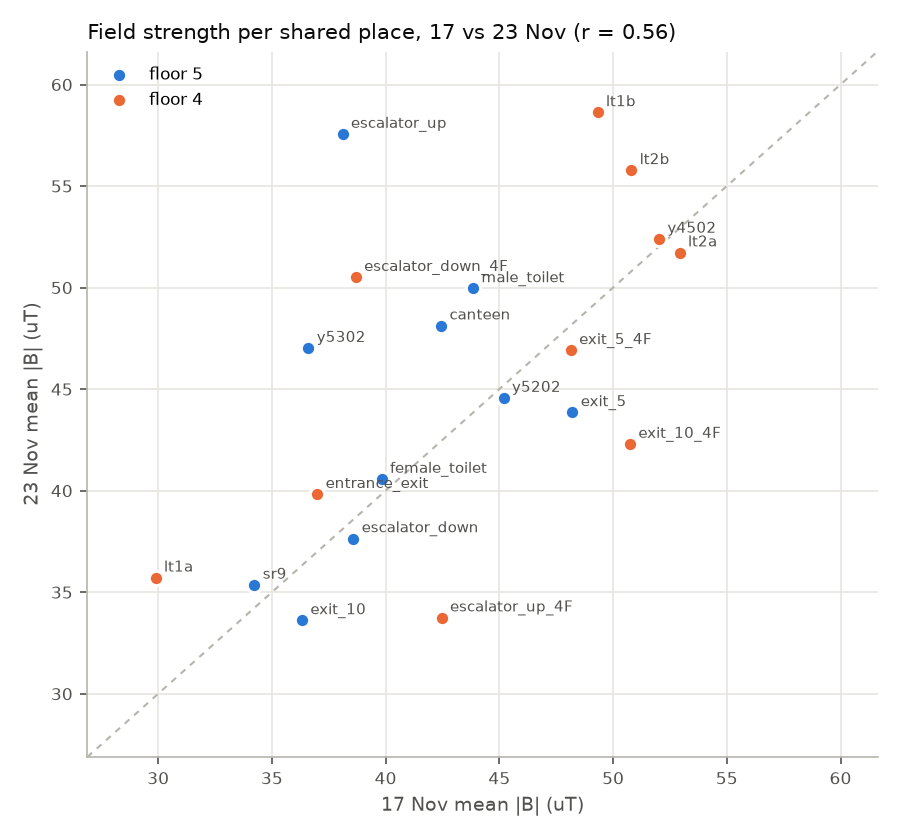 Field strength per shared place, 17 vs 23 Nov (r = 0.56)
floor 5
floor 4
60
55
50
45
40
35
30
23 Nov mean |B| (uT)
lt1b
escalator_up
lt2b
y4502
lt2a
escalator_down_4F
male_toilet
canteen
y5302
exit_5_4F
y5202
exit_5
exit_10_4F
female_toilet
entrance_exit
escalator_down
lt1a
sr9
exit_10
escalator_up_4F
30
35
40
45
50
55
60
17 Nov mean |B| (uT)